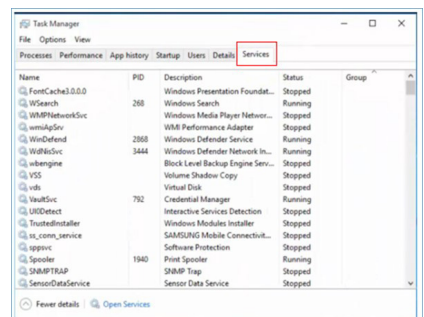 Task Manager
File Options View
Processes Performance App history Startup Users Details Services
Name PID Description Status Group
FontCache3.0.0.0 Windows Presentation Foundat... Stopped
WSearch 268 Windows Search Running
WMPNetworkSvc Windows Media Player Networ... Stopped
wmiApSrv WMI Performance Adapter Stopped
WinDefend 2868 Windows Defender Service Running
WdNisSvc 3444 Windows Defender Network In... Running
wbengine Block Level Backup Engine Serv... Stopped
VSS Volume Shadow Copy Stopped
vds Virtual Disk Stopped
VaultSvc 792 Credential Manager Running
UI0Detect Interactive Services Detection Stopped
TrustedInstaller Windows Modules Installer Stopped
ss_conn_service SAMSUNG Mobile Connectivit... Stopped
sppsvc Software Protection Stopped
Spooler 1940 Print Spooler Running
SNMPTRAP SNMP Trap Stopped
SensorDataService Sensor Data Service Stopped
Fewer details Open Services